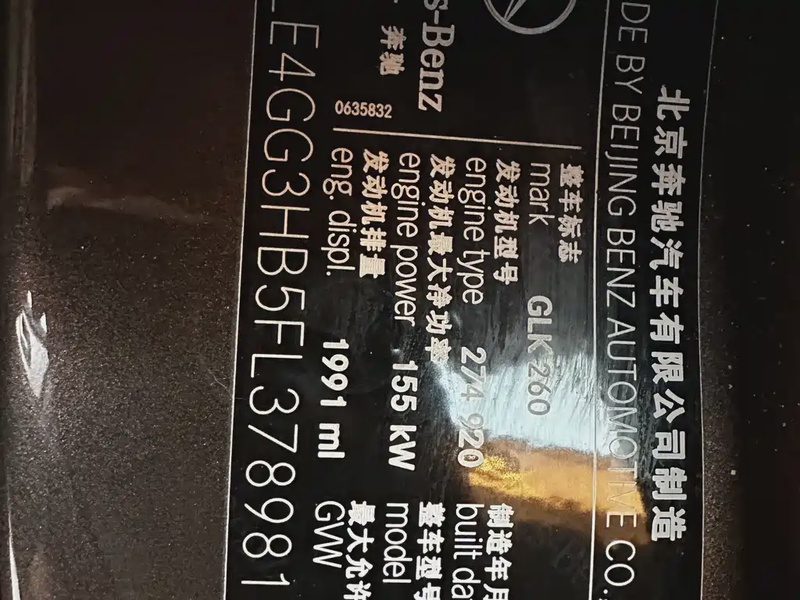 北京奔驰汽车有限公司制造
DE BY BEIJING BENZ AUTOMOTIVE CO.,
s-Benz
奔驰
0635832
整车标志
mark GLK 260
发动机型号
engine type 274 920
发动机最大净功率
engine power 155 kW
发动机排量
eng. displ. 1991 ml
制造年月
built da
整车型号
model
最大允许
GVW
LE4GG3HB5FL378981